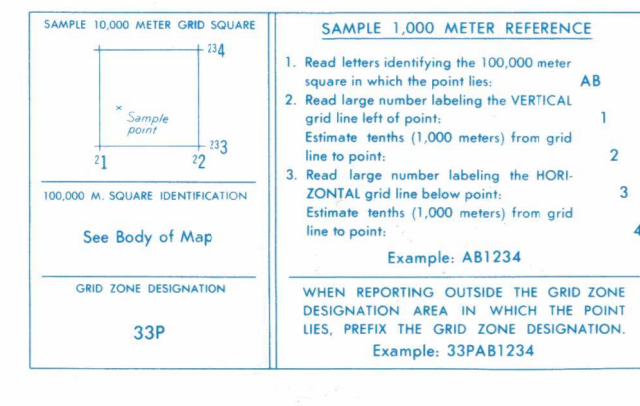 SAMPLE 10,000 METER GRID SQUARE
234
Sample
point
233
21
22
100,000 M. SQUARE IDENTIFICATION
See Body of Map
GRID ZONE DESIGNATION
33P
SAMPLE 1,000 METER REFERENCE
1. Read letters identifying the 100,000 meter
square in which the point lies: AB
2. Read large number labeling the VERTICAL
grid line left of point: 1
Estimate tenths (1,000 meters) from grid
line to point: 2
3. Read large number labeling the HORI-
ZONTAL grid line below point: 3
Estimate tenths (1,000 meters) from grid
line to point: 4
Example: AB1234
WHEN REPORTING OUTSIDE THE GRID ZONE
DESIGNATION AREA IN WHICH THE POINT
LIES, PREFIX THE GRID ZONE DESIGNATION.
Example: 33PAB1234